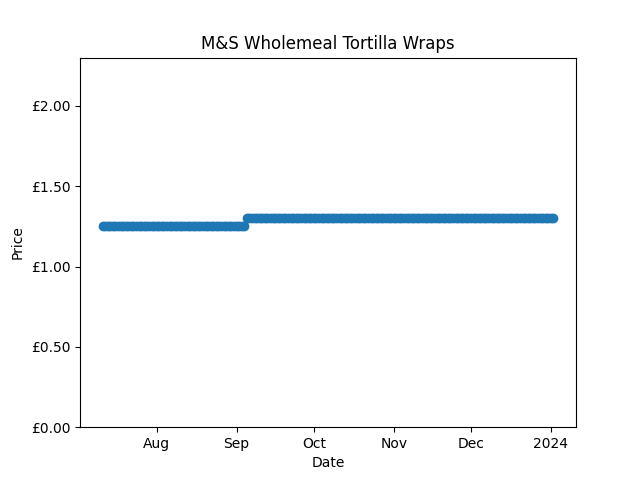 M&S Wholemeal Tortilla Wraps
£2.00
£1.50
£1.00
£0.50
£0.00
Price
Aug Sep Oct Nov Dec 2024
Date